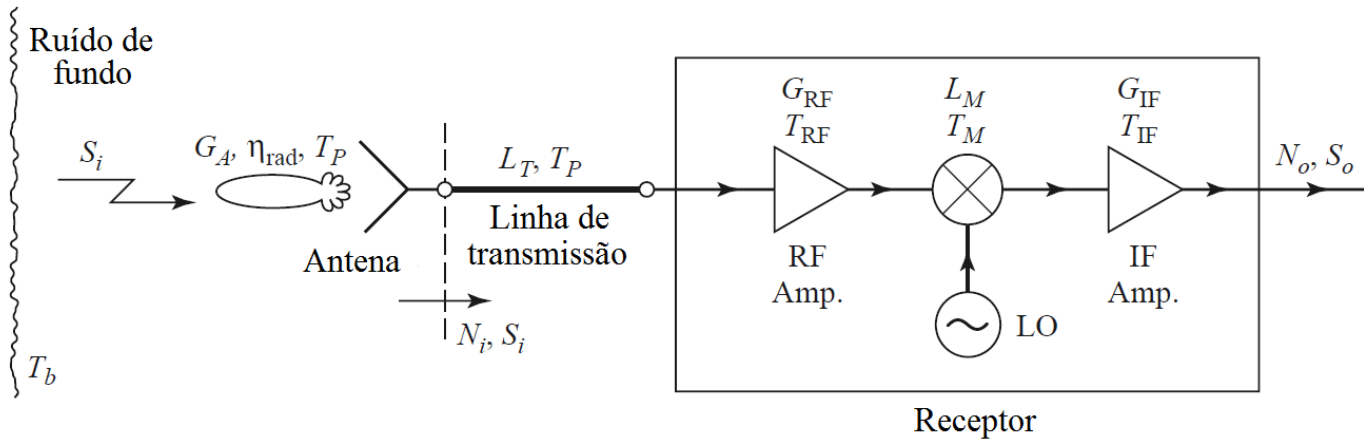 Ruído de
fundo
S_i
G_A, η_rad, T_P
Antena
L_T, T_P
Linha de
transmissão
N_i, S_i
T_b
G_RF
T_RF
RF
Amp.
L_M
T_M
LO
G_IF
T_IF
IF
Amp.
N_o, S_o
Receptor